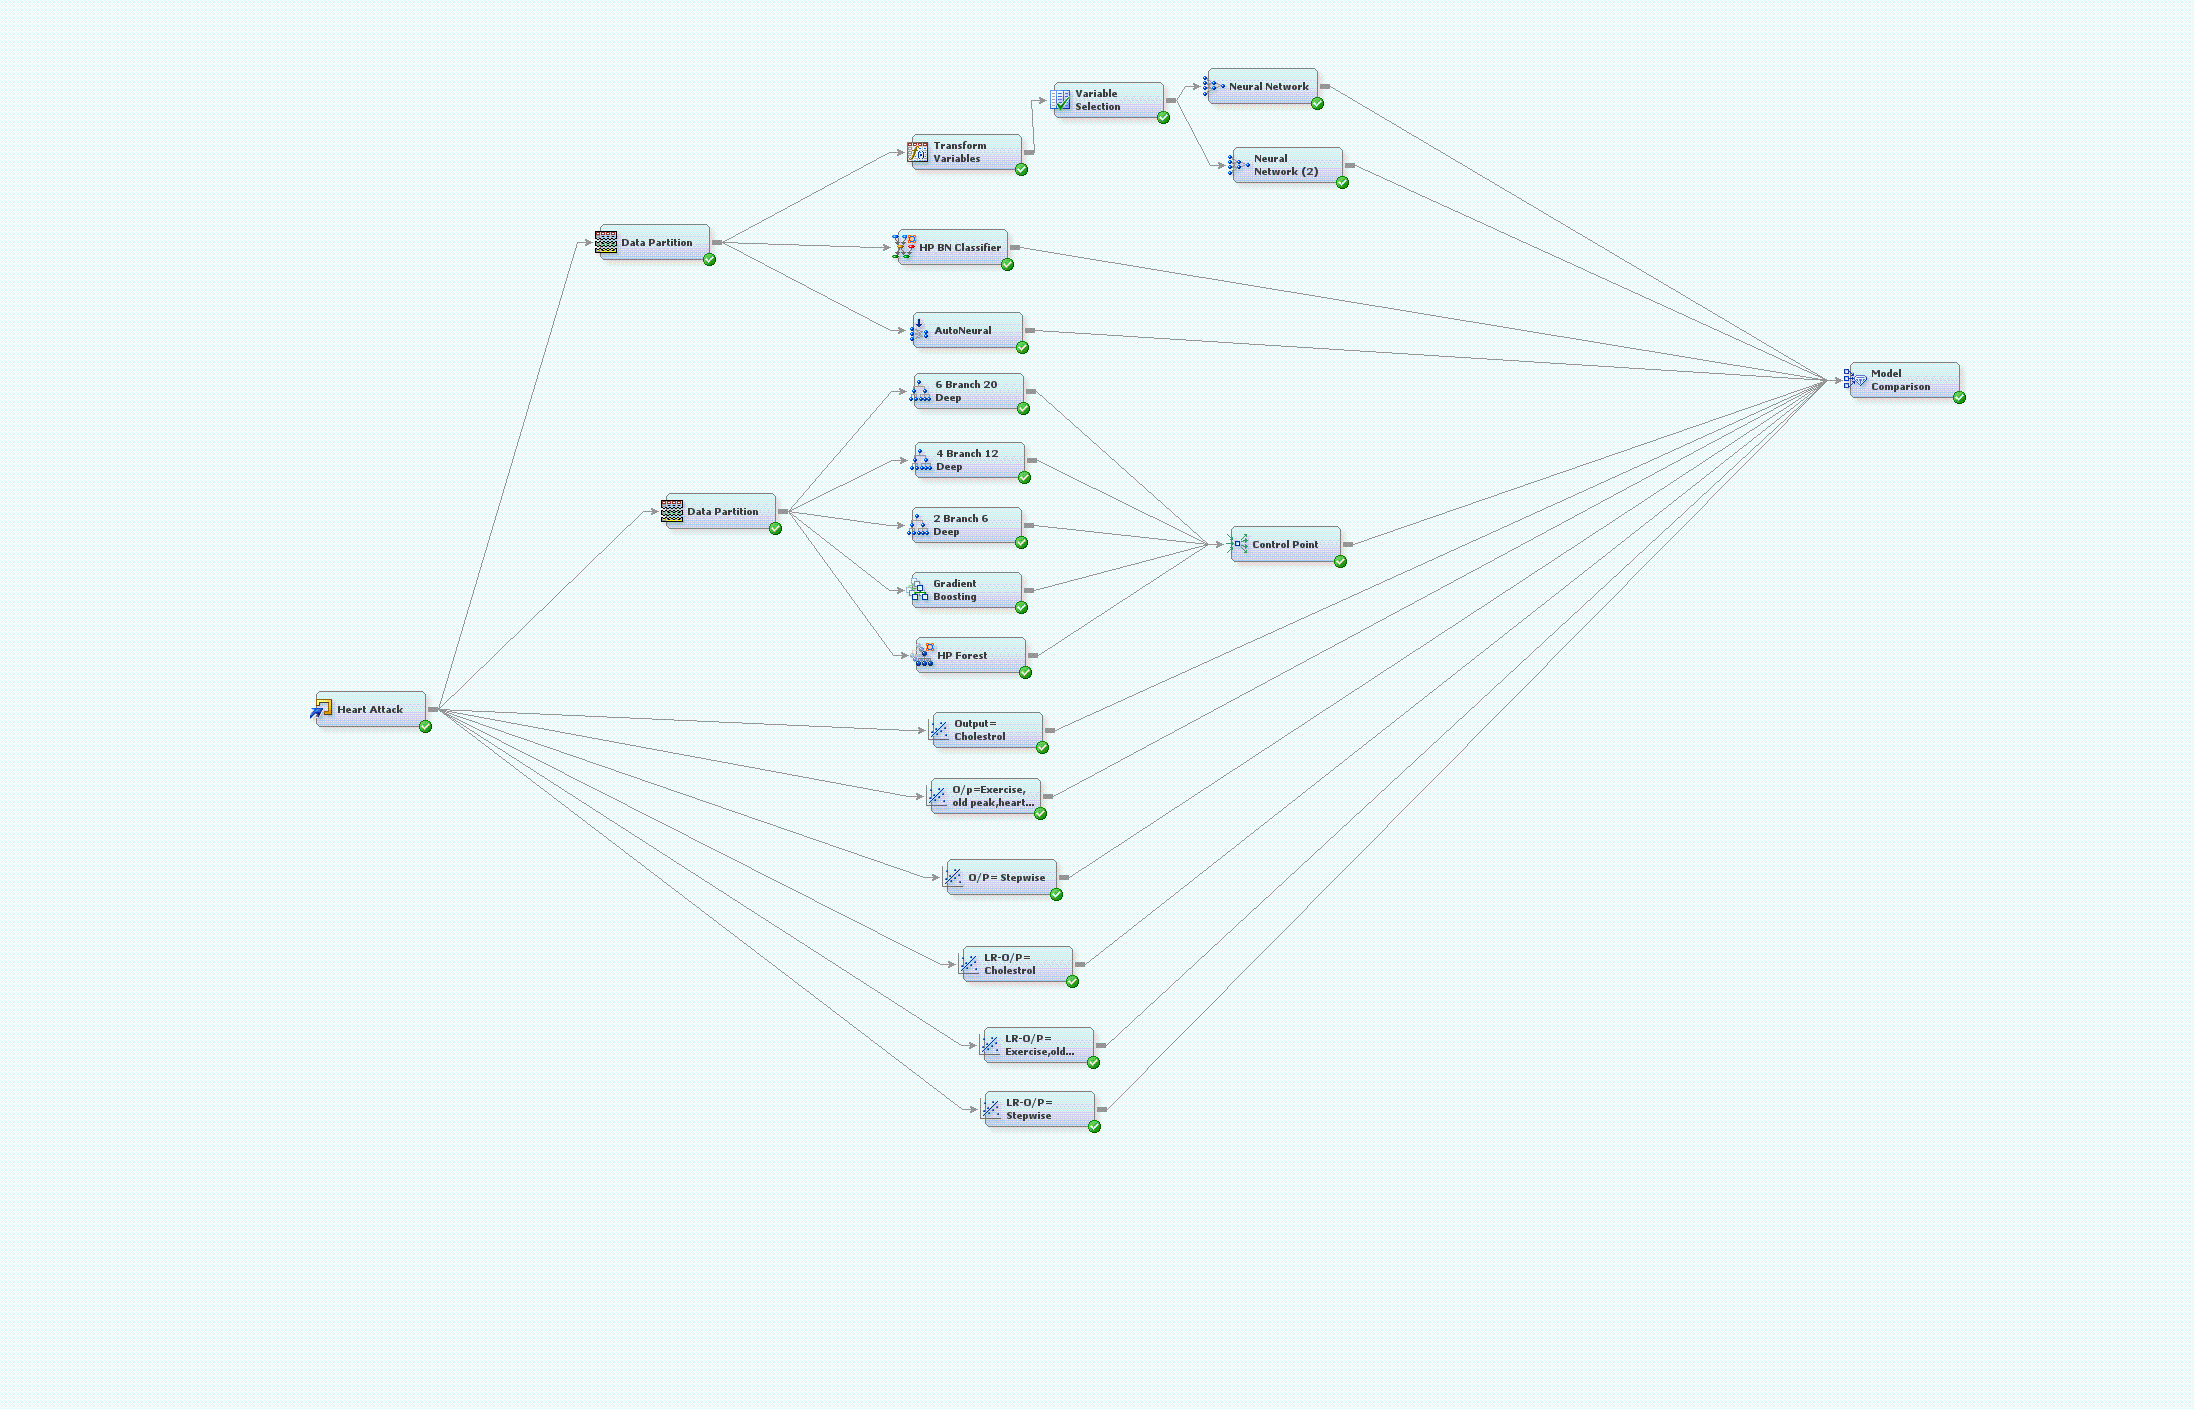 Neural Network
Variable
Selection
Transform
Variables
Neural
Network (2)
Data Partition
HP BN Classifier
AutoNeural
Model
Comparison
6 Branch 20
Deep
4 Branch 12
Deep
Data Partition
2 Branch 6
Deep
Control Point
Gradient
Boosting
HP Forest
Heart Attack
Output=
Cholestrol
O/p=Exercise,
old peak,heart...
O/P= Stepwise
LR-O/P=
Cholestrol
LR-O/P=
Exercise,old...
LR-O/P=
Stepwise